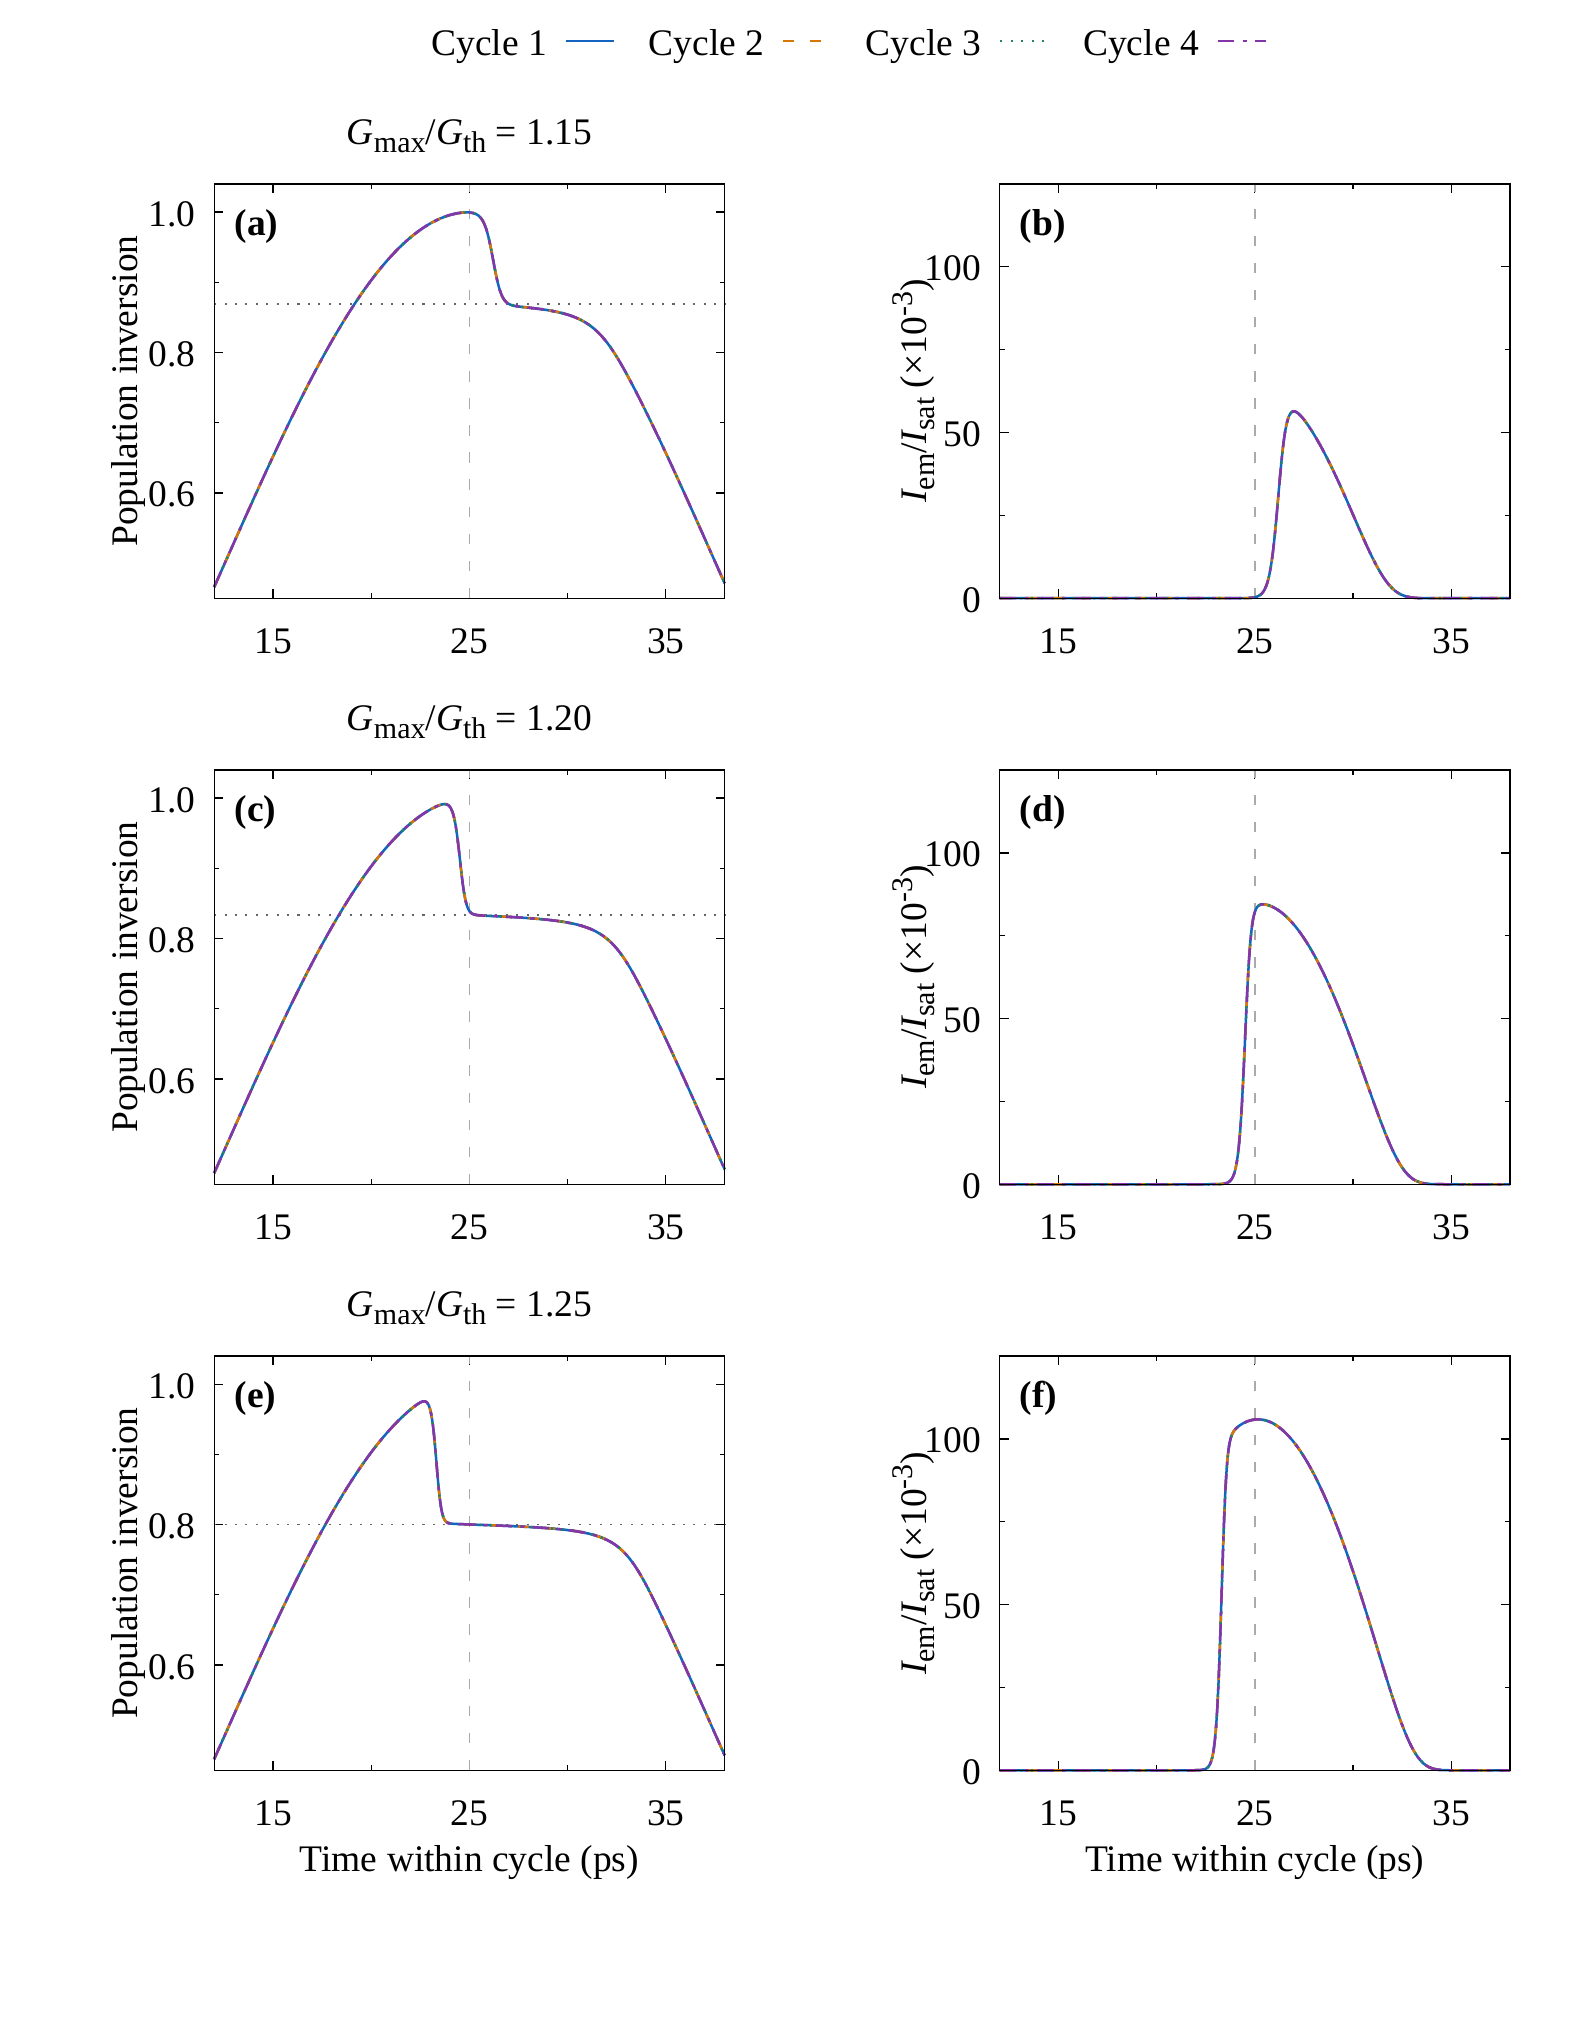 Cycle 1 Cycle 2 Cycle 3 Cycle 4
Gmax/Gth = 1.15
(a)
Population inversion
1.0
0.8
0.6
15 25 35
(b)
Iem/Isat (×10-3)
100
50
0
15 25 35
Gmax/Gth = 1.20
(c)
Population inversion
1.0
0.8
0.6
15 25 35
(d)
Iem/Isat (×10-3)
100
50
0
15 25 35
Gmax/Gth = 1.25
(e)
Population inversion
1.0
0.8
0.6
15 25 35
Time within cycle (ps)
(f)
Iem/Isat (×10-3)
100
50
0
15 25 35
Time within cycle (ps)